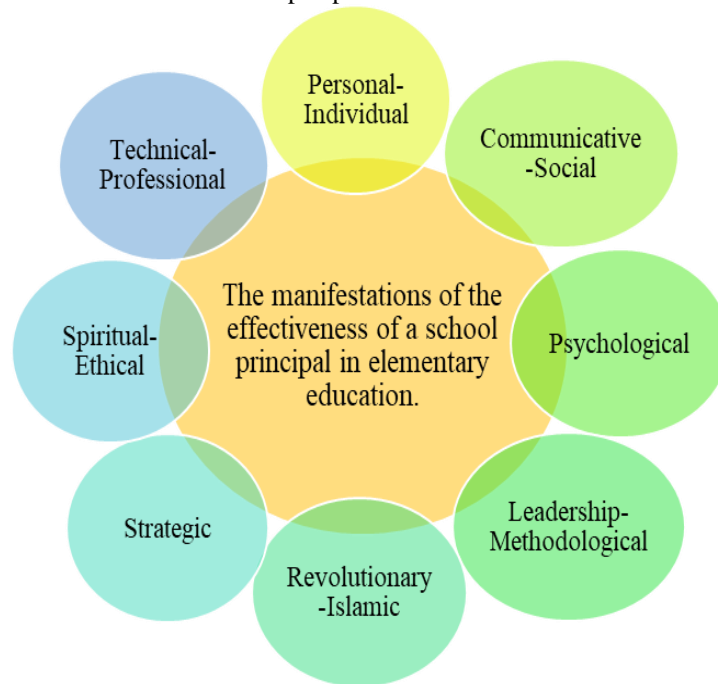 Personal-
Individual
Communicative
-Social
Psychological
Leadership-
Methodological
Revolutionary
-Islamic
Strategic
Spiritual-
Ethical
Technical-
Professional
The manifestations of the
effectiveness of a school
principal in elementary
education.